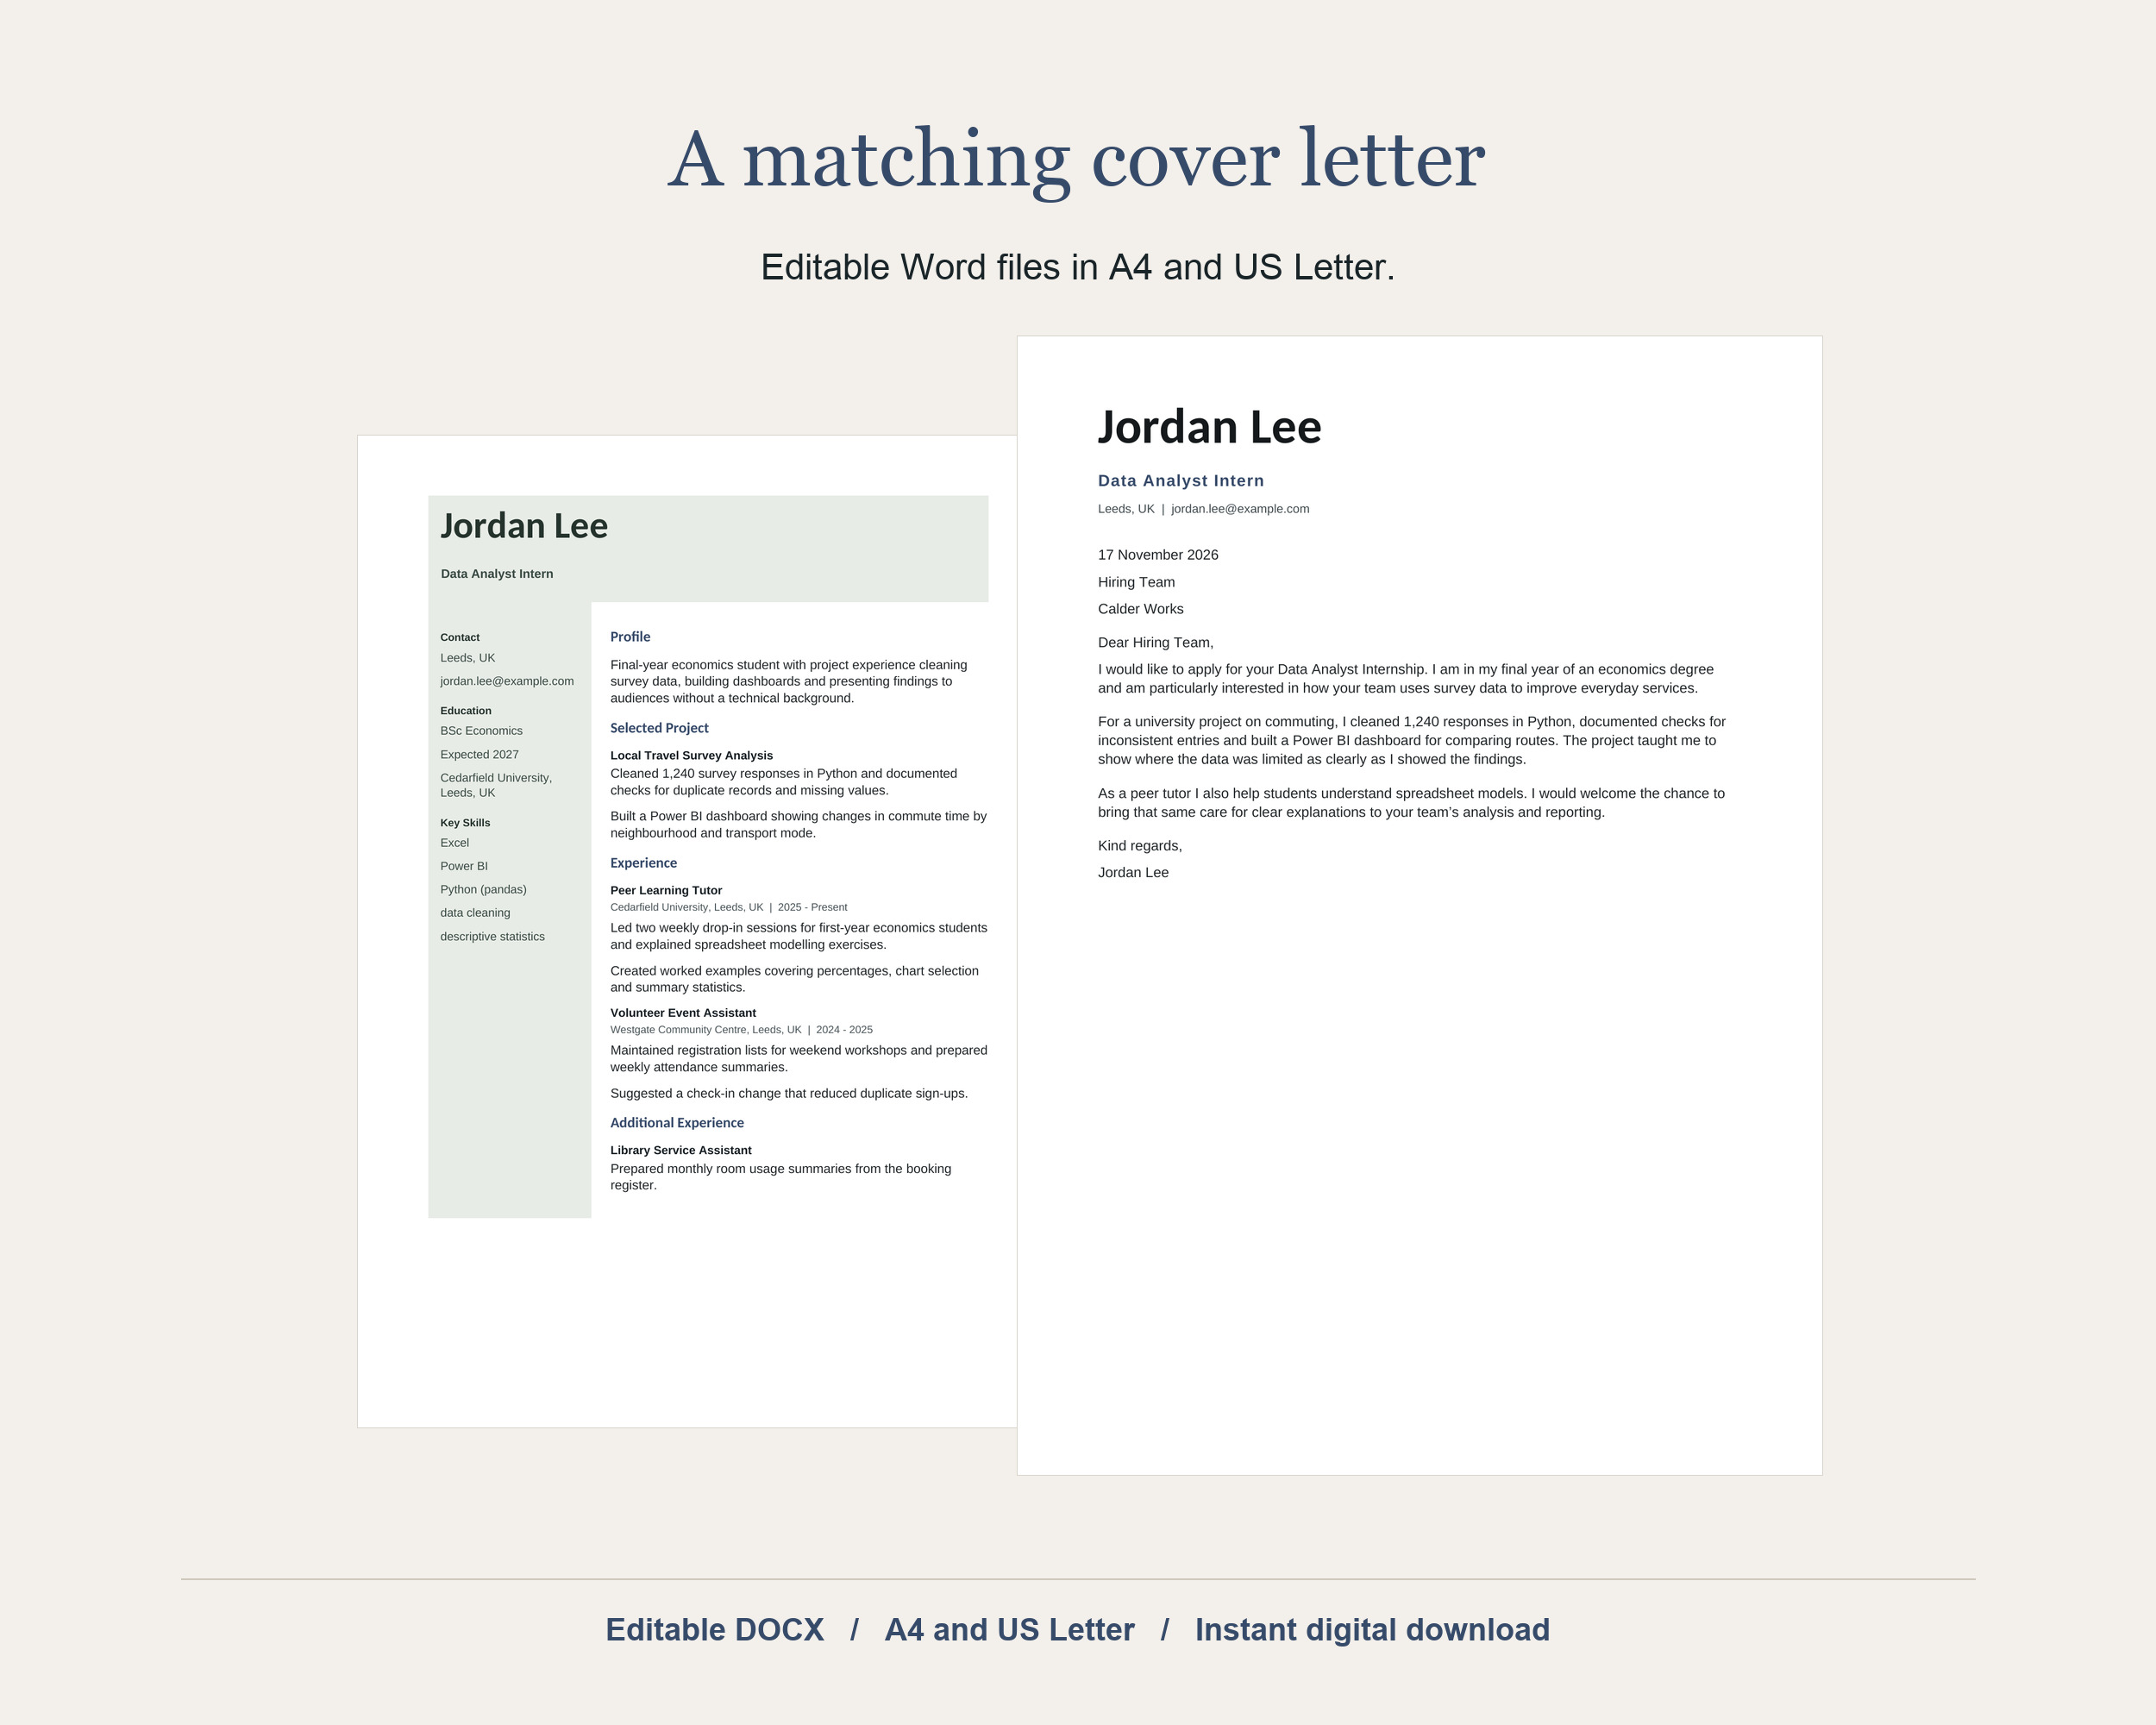 A matching cover letter
Editable Word files in A4 and US Letter.
Jordan Lee
Data Analyst Intern
Contact
Leeds, UK
jordan.lee@example.com
Education
BSc Economics
Expected 2027
Cedarfield University,
Leeds, UK
Key Skills
Excel
Power BI
Python (pandas)
data cleaning
descriptive statistics
Profile
Final-year economics student with project experience cleaning
survey data, building dashboards and presenting findings to
audiences without a technical background.
Selected Project
Local Travel Survey Analysis
Cleaned 1,240 survey responses in Python and documented
checks for duplicate records and missing values.
Built a Power BI dashboard showing changes in commute time by
neighbourhood and transport mode.
Experience
Peer Learning Tutor
Cedarfield University, Leeds, UK | 2025 - Present
Led two weekly drop-in sessions for first-year economics students
and explained spreadsheet modelling exercises.
Created worked examples covering percentages, chart selection
and summary statistics.
Volunteer Event Assistant
Westgate Community Centre, Leeds, UK | 2024 - 2025
Maintained registration lists for weekend workshops and prepared
weekly attendance summaries.
Suggested a check-in change that reduced duplicate sign-ups.
Additional Experience
Library Service Assistant
Prepared monthly room usage summaries from the booking
register.
Jordan Lee
Data Analyst Intern
Leeds, UK | jordan.lee@example.com
17 November 2026
Hiring Team
Calder Works
Dear Hiring Team,
I would like to apply for your Data Analyst Internship. I am in my final year of an economics degree
and am particularly interested in how your team uses survey data to improve everyday services.
For a university project on commuting, I cleaned 1,240 responses in Python, documented checks for
inconsistent entries and built a Power BI dashboard for comparing routes. The project taught me to
show where the data was limited as clearly as I showed the findings.
As a peer tutor I also help students understand spreadsheet models. I would welcome the chance to
bring that same care for clear explanations to your team’s analysis and reporting.
Kind regards,
Jordan Lee
Editable DOCX / A4 and US Letter / Instant digital download